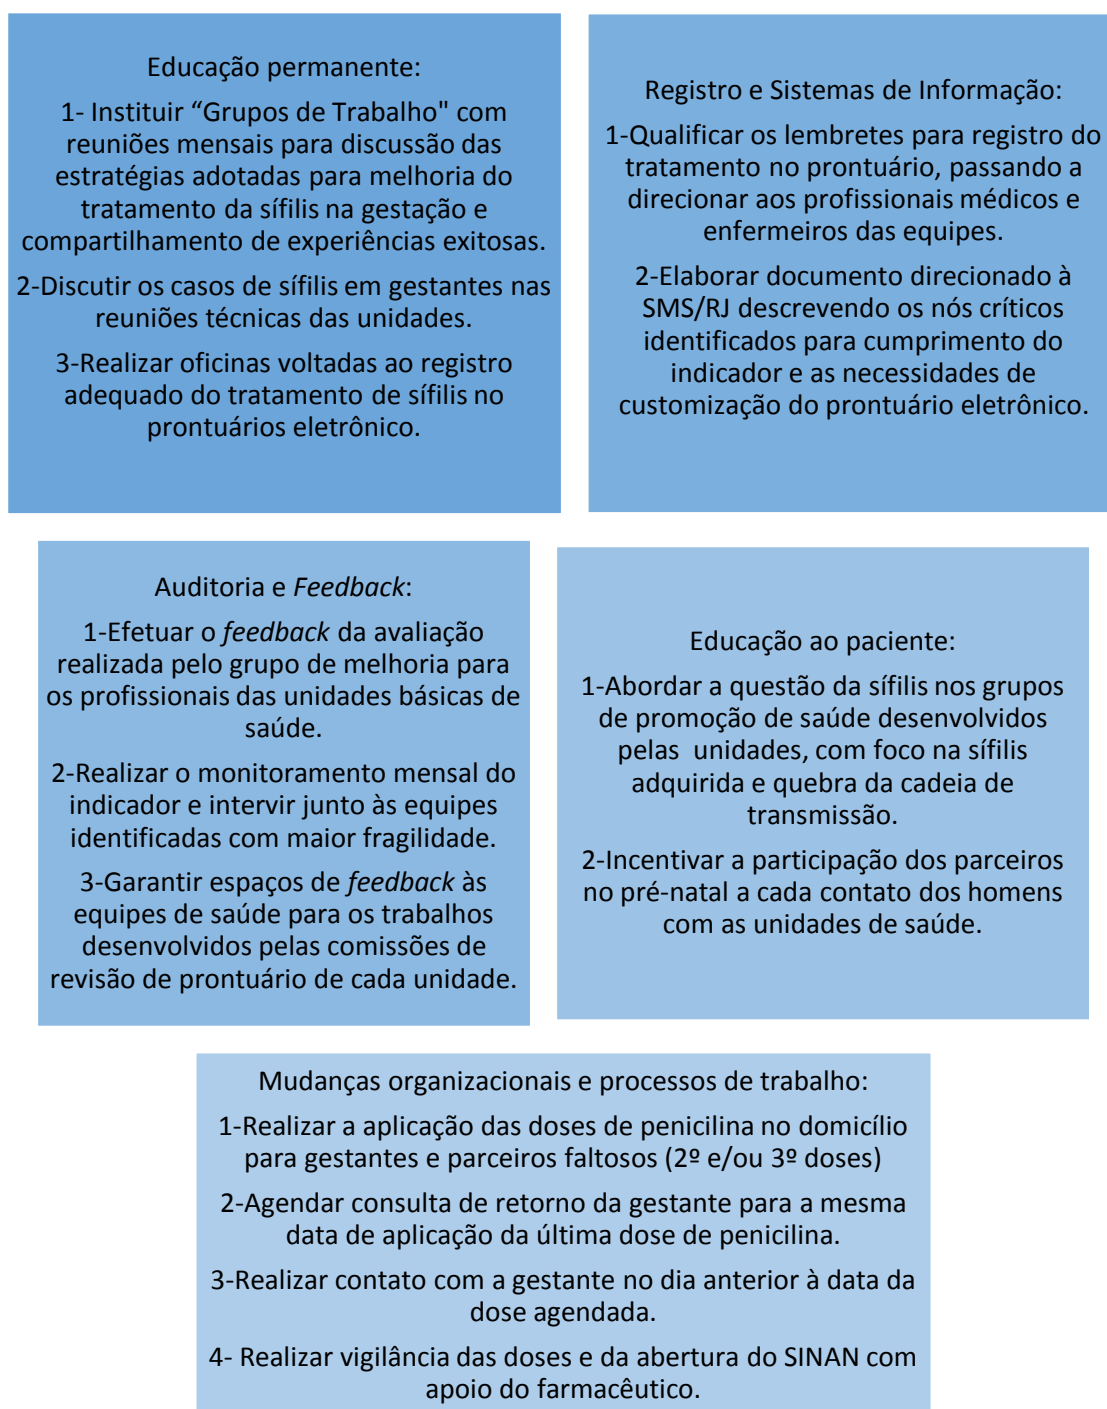 Educação permanente:
1- Instituir “Grupos de Trabalho" com
reuniões mensais para discussão das
estratégias adotadas para melhoria do
tratamento da sífilis na gestação e
compartilhamento de experiências exitosas.
2-Discutir os casos de sífilis em gestantes nas
reuniões técnicas das unidades.
3-Realizar oficinas voltadas ao registro
adequado do tratamento de sífilis no
prontuários eletrônico.
Registro e Sistemas de Informação:
1-Qualificar os lembretes para registro do
tratamento no prontuário, passando a
direcionar aos profissionais médicos e
enfermeiros das equipes.
2-Elaborar documento direcionado à
SMS/RJ descrevendo os nós críticos
identificados para cumprimento do
indicador e as necessidades de
customização do prontuário eletrônico.
Auditoria e Feedback:
1-Efetuar o feedback da avaliação
realizada pelo grupo de melhoria para
os profissionais das unidades básicas de
saúde.
2-Realizar o monitoramento mensal do
indicador e intervir junto às equipes
identificadas com maior fragilidade.
3-Garantir espaços de feedback às
equipes de saúde para os trabalhos
desenvolvidos pelas comissões de
revisão de prontuário de cada unidade.
Educação ao paciente:
1-Abordar a questão da sífilis nos grupos
de promoção de saúde desenvolvidos
pelas unidades, com foco na sífilis
adquirida e quebra da cadeia de
transmissão.
2-Incentivar a participação dos parceiros
no pré-natal a cada contato dos homens
com as unidades de saúde.
Mudanças organizacionais e processos de trabalho:
1-Realizar a aplicação das doses de penicilina no domicílio
para gestantes e parceiros faltosos (2º e/ou 3º doses)
2-Agendar consulta de retorno da gestante para a mesma
data de aplicação da última dose de penicilina.
3-Realizar contato com a gestante no dia anterior à data da
dose agendada.
4- Realizar vigilância das doses e da abertura do SINAN com
apoio do farmacêutico.